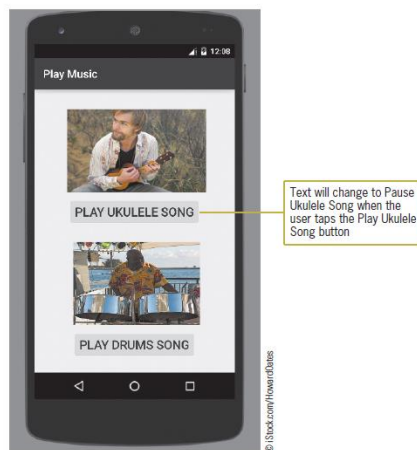 12:08
Play Music
PLAY UKULELE SONG
Text will change to Pause
Ukulele Song when the
user taps the Play Ukulele
Song button
PLAY DRUMS SONG
© iStock.com/HowardOates